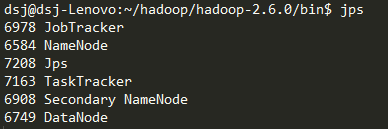 dsj@dsj-Lenovo:~/hadoop/hadoop-2.6.0/bin$ jps
6978 JobTracker
6584 NameNode
7208 Jps
7163 TaskTracker
6908 Secondary NameNode
6749 DataNode